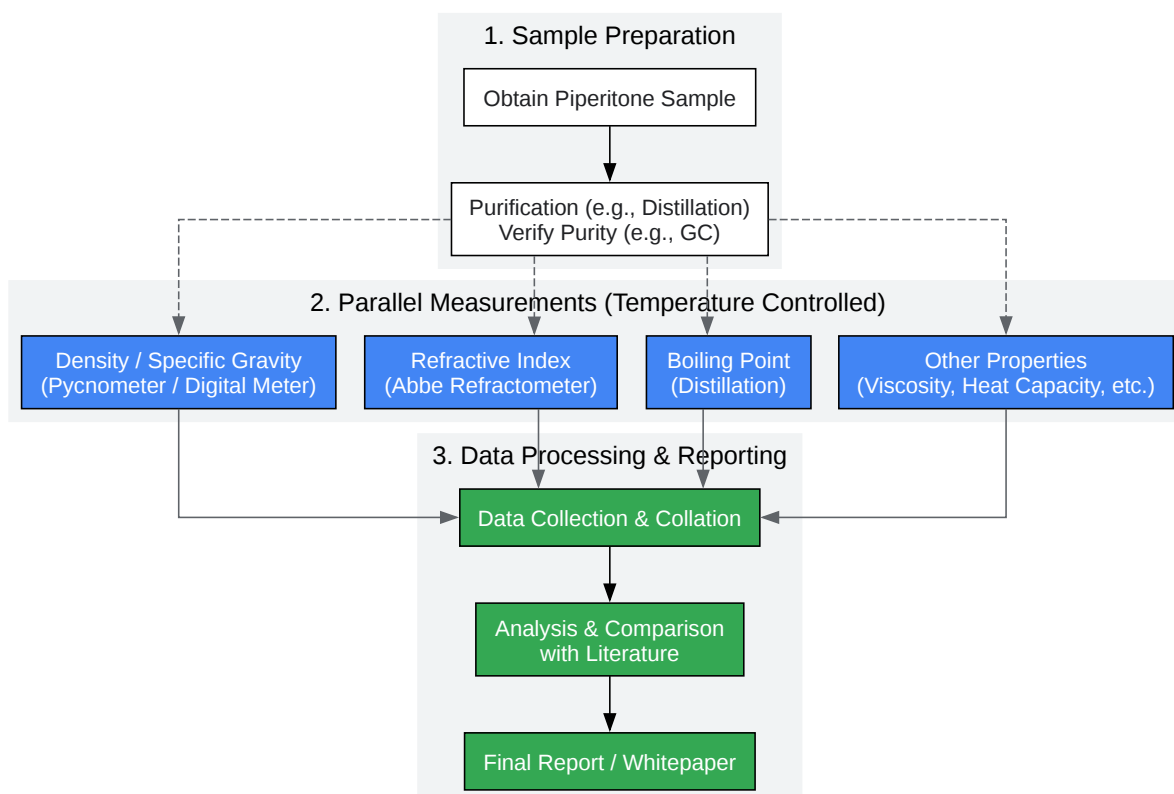 1. Sample Preparation
Obtain Piperitone Sample
Purification (e.g., Distillation)
Verify Purity (e.g., GC)
2. Parallel Measurements (Temperature Controlled)
Density / Specific Gravity
(Pycnometer / Digital Meter)
Refractive Index
(Abbe Refractometer)
Boiling Point
(Distillation)
Other Properties
(Viscosity, Heat Capacity, etc.)
3. Data Processing & Reporting
Data Collection & Collation
Analysis & Comparison
with Literature
Final Report / Whitepaper